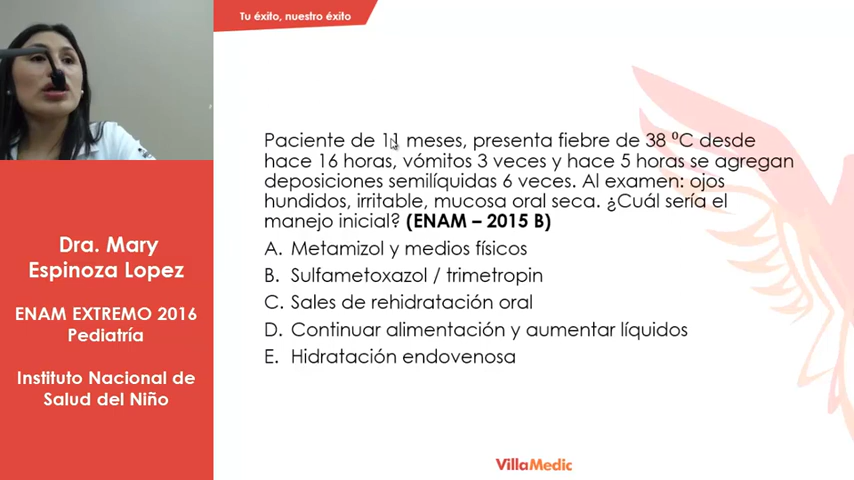 Tu éxito, nuestro éxito
Dra. Mary
Espinoza Lopez
ENAM EXTREMO 2016
Pediatría
Instituto Nacional de
Salud del Niño
Paciente de 11 meses, presenta fiebre de 38 ºC desde
hace 16 horas, vómitos 3 veces y hace 5 horas se agregan
deposiciones semilíquidas 6 veces. Al examen: ojos
hundidos, irritable, mucosa oral seca. ¿Cuál sería el
manejo inicial? (ENAM – 2015 B)
A. Metamizol y medios físicos
B. Sulfametoxazol / trimetropin
C. Sales de rehidratación oral
D. Continuar alimentación y aumentar líquidos
E. Hidratación endovenosa
VillaMedic